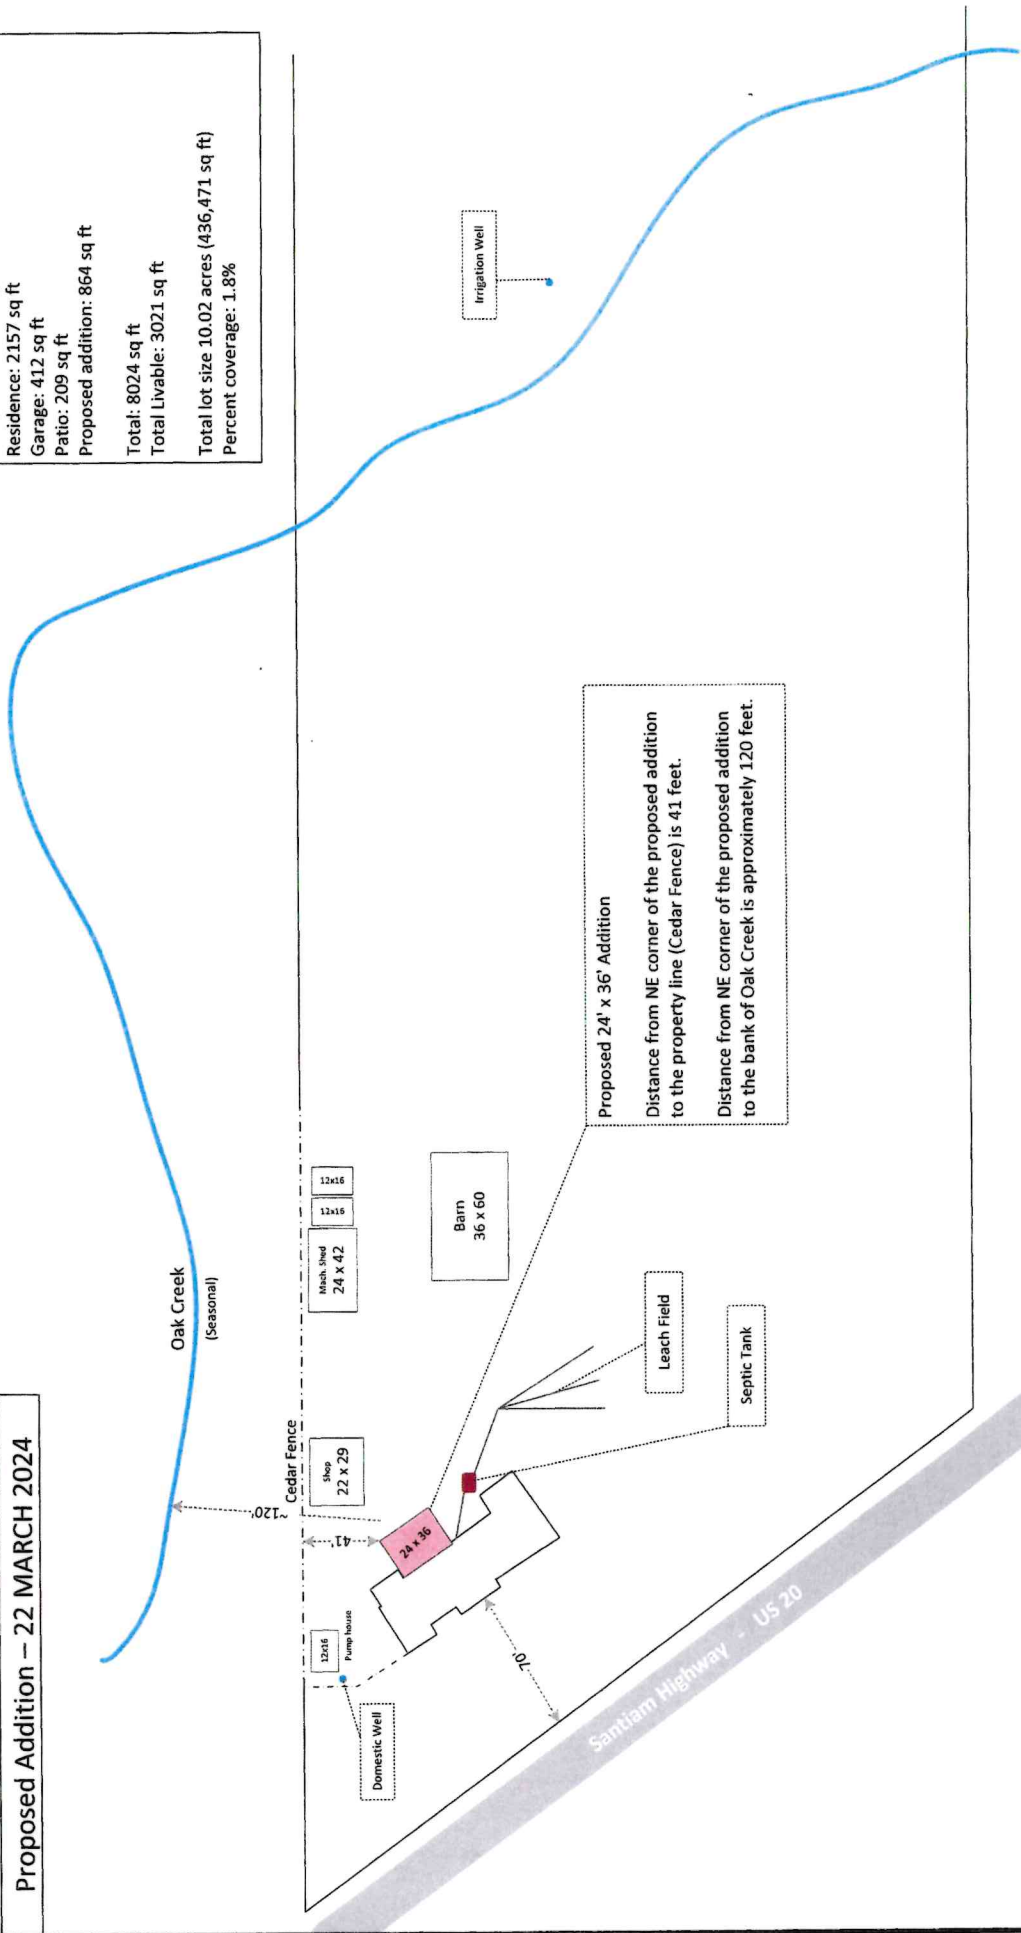 Proposed Addition – 22 MARCH 2024
Residence: 2157 sq ft
Garage: 412 sq ft
Patio: 209 sq ft
Proposed addition: 864 sq ft
Total: 8024 sq ft
Total Livable: 3021 sq ft
Total lot size 10.02 acres (436,471 sq ft)
Percent coverage: 1.8%
Oak Creek
(Seasonal)
~120'
Cedar Fence
41'
12x16
Pump house
Domestic Well
Shop
22 x 29
Mach. Shed
24 x 42
12x16
12x16
24 x 36
Barn
36 x 60
Irrigation Well
70'
Leach Field
Septic Tank
Proposed 24' x 36' Addition
Distance from NE corner of the proposed addition
to the property line (Cedar Fence) is 41 feet.
Distance from NE corner of the proposed addition
to the bank of Oak Creek is approximately 120 feet.
Santiam Highway - US 20